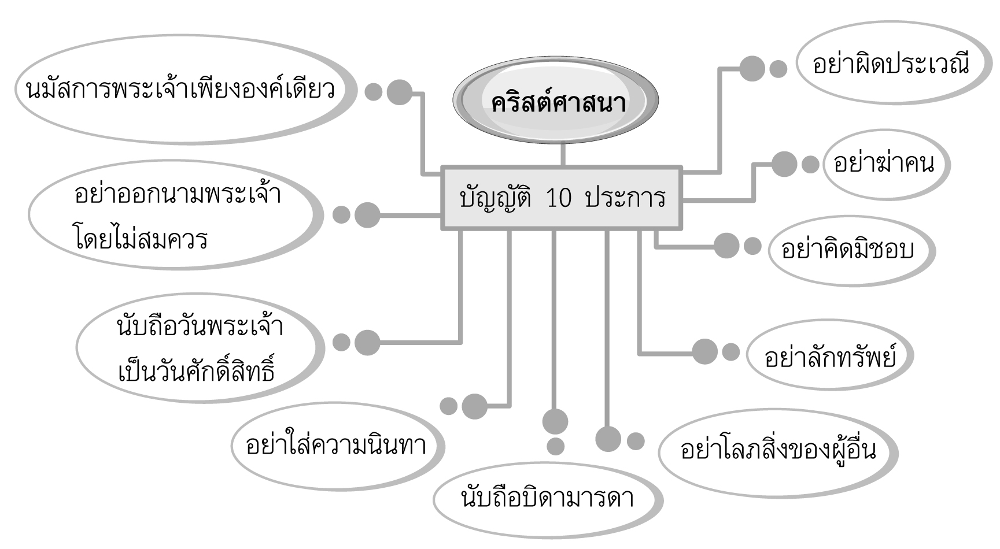 คริสต์ศาสนา
บัญญัติ 10 ประการ
นมัสการพระเจ้าเพียงองค์เดียว
อย่าออกนามพระเจ้า
โดยไม่สมควร
นับถือวันพระเจ้า
เป็นวันศักดิ์สิทธิ์
อย่าใส่ความนินทา
นับถือบิดามารดา
อย่าโลภสิ่งของผู้อื่น
อย่าลักทรัพย์
อย่าคิดมิชอบ
อย่าฆ่าคน
อย่าผิดประเวณี